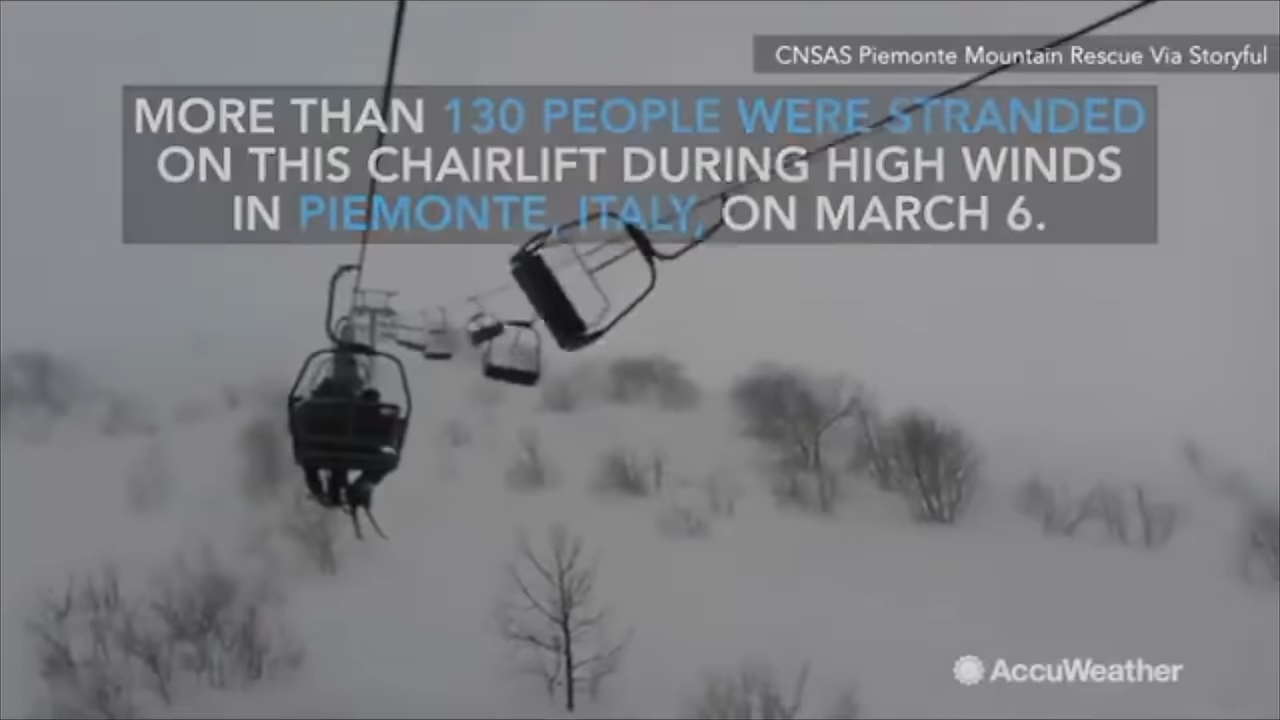 CNSAS Piemonte Mountain Rescue Via Storyful
MORE THAN 130 PEOPLE WERE STRANDED
ON THIS CHAIRLIFT DURING HIGH WINDS
IN PIEMONTE, ITALY, ON MARCH 6.
AccuWeather